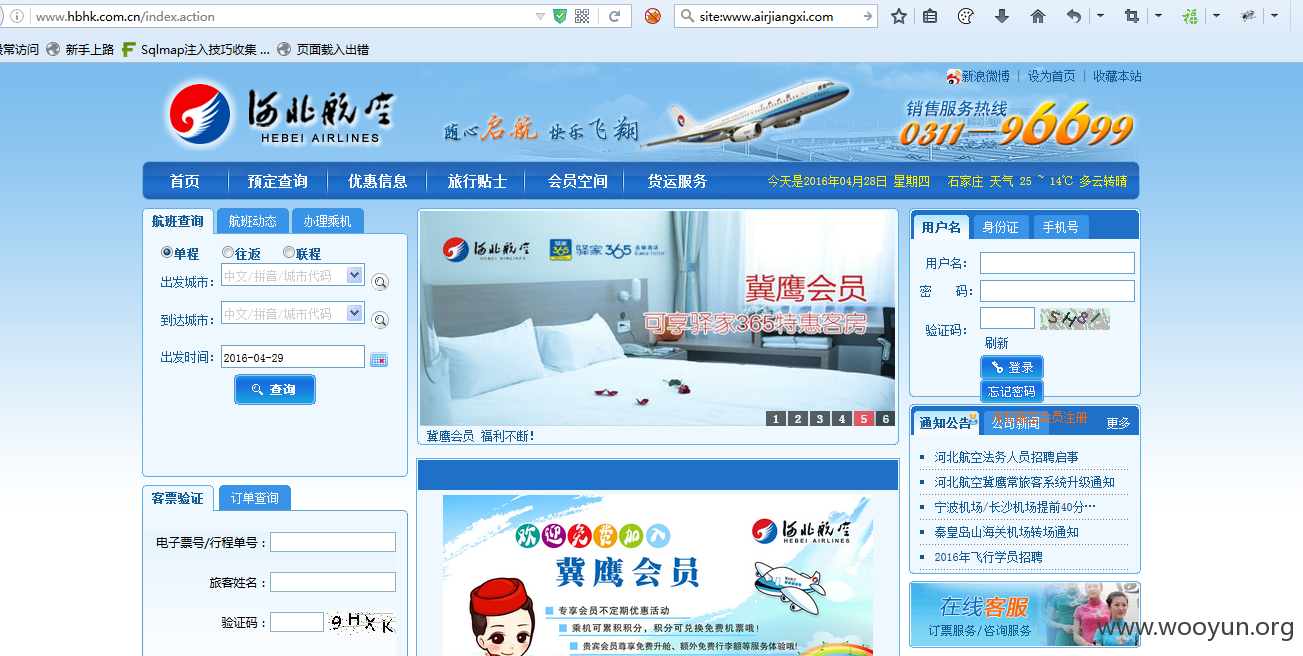 www.hbhk.com.cn/index.action
site:www.airjiangxi.com
常访问 新手上路 Sqlmap注入技巧收集 ... 页面载入出错
新浪微博 | 设为首页 | 收藏本站
河北航空
HEBEI AIRLINES
随心启航 快乐飞翔
销售服务热线
0311-96699
首页 预定查询 优惠信息 旅行贴士 会员空间 货运服务 今天是2016年04月28日 星期四 石家庄 天气 25 ~ 14℃ 多云转晴
航班查询 航班动态 办理乘机
单程 往返 联程
出发城市: 中文/拼音/城市代码
到达城市: 中文/拼音/城市代码
出发时间: 2016-04-29
查询
客票验证 订单查询
电子票号/行程单号:
旅客姓名:
验证码: 9HXK
河北航空
HEBEI AIRLINES
驿家365
冀鹰会员
可享驿家365特惠客房
1 2 3 4 5 6
冀鹰会员 福利不断!
欢迎免费加入
冀鹰会员
河北航空
HEBEI AIRLINES
专享会员不定期优惠活动
乘机可累积积分，积分可兑换免费机票哦!
贵宾会员尊享免费升舱、额外免费行李额等服务体验哦!
用户名 身份证 手机号
用户名:
密 码:
验证码: SH81
刷新
登录
忘记密码
会员注册
通知公告 公司新闻 更多
河北航空法务人员招聘启事
河北航空冀鹰常旅客系统升级通知
宁波机场/长沙机场提前40分…
秦皇岛山海关机场转场通知
2016年飞行学员招聘
在线客服
订票服务/咨询服务
www.wooyun.org